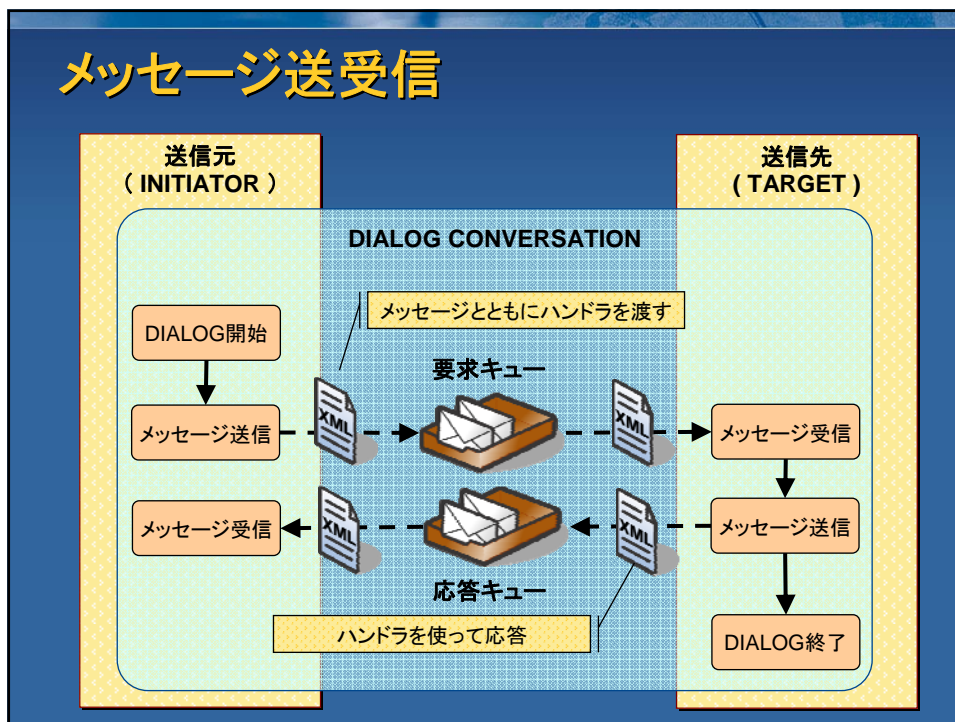 メッセージ送受信
送信元
（ INITIATOR ）
送信先
( TARGET )
DIALOG CONVERSATION
メッセージとともにハンドラを渡す
DIALOG開始
要求キュー
XML
XML
メッセージ送信
メッセージ受信
メッセージ受信
XML
XML
メッセージ送信
応答キュー
ハンドラを使って応答
DIALOG終了